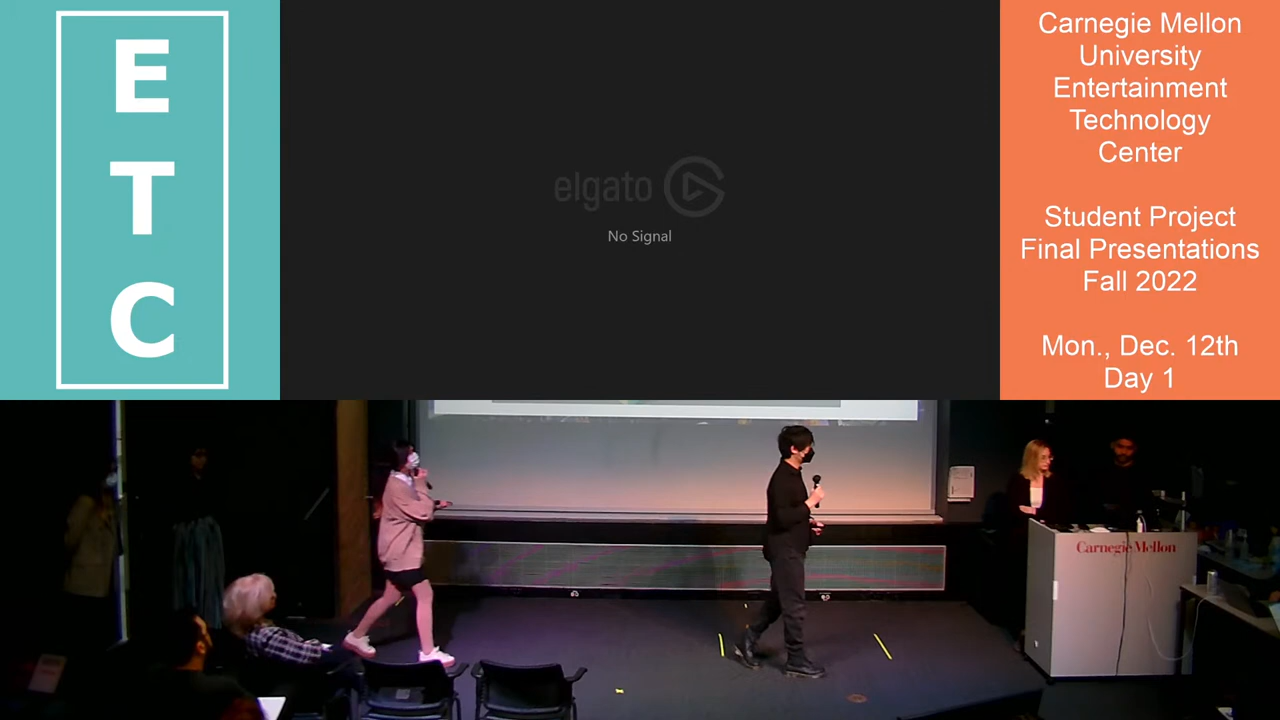 E
T
C
elgato
No Signal
Carnegie Mellon
University
Entertainment
Technology
Center
Student Project
Final Presentations
Fall 2022
Mon., Dec. 12th
Day 1
Carnegie Mellon